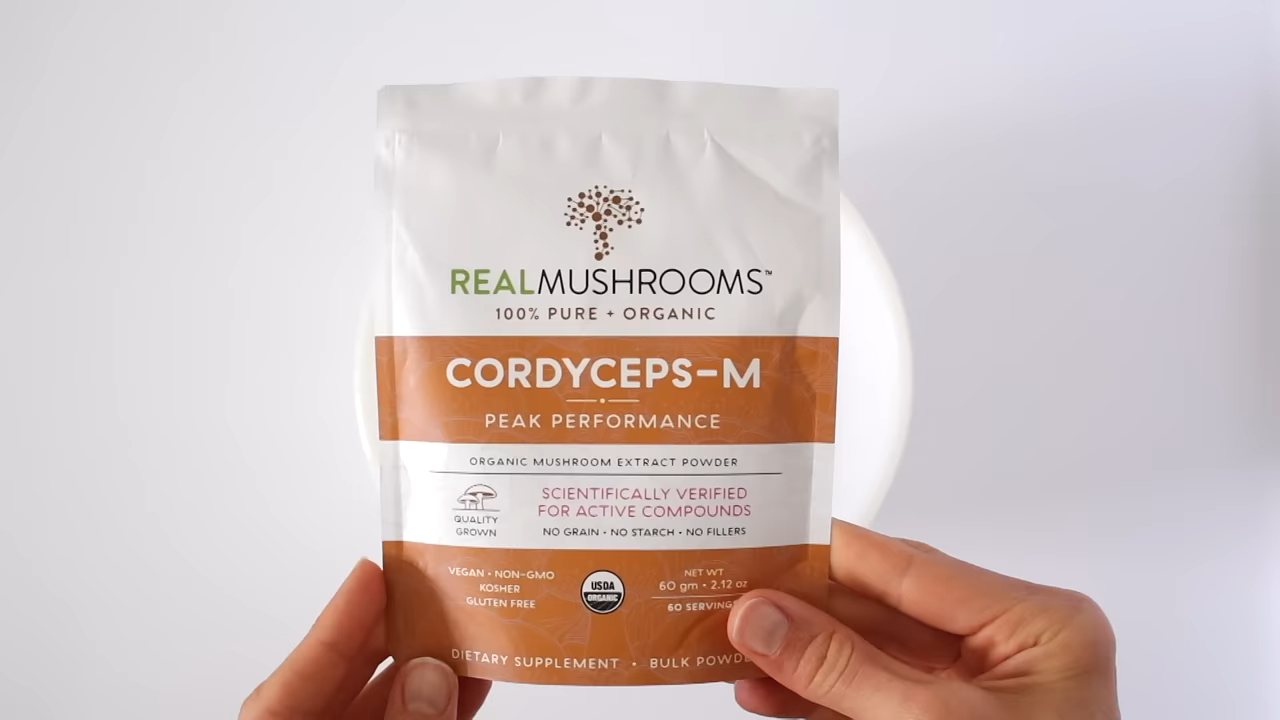 REALMUSHROOMS™
100% PURE + ORGANIC
CORDYCEPS-M
PEAK PERFORMANCE
ORGANIC MUSHROOM EXTRACT POWDER
QUALITY
GROWN
SCIENTIFICALLY VERIFIED
FOR ACTIVE COMPOUNDS
NO GRAIN • NO STARCH • NO FILLERS
VEGAN • NON-GMO
KOSHER
GLUTEN FREE
USDA
ORGANIC
NET WT
60 gm • 2.12 oz
60 SERVING
DIETARY SUPPLEMENT • BULK